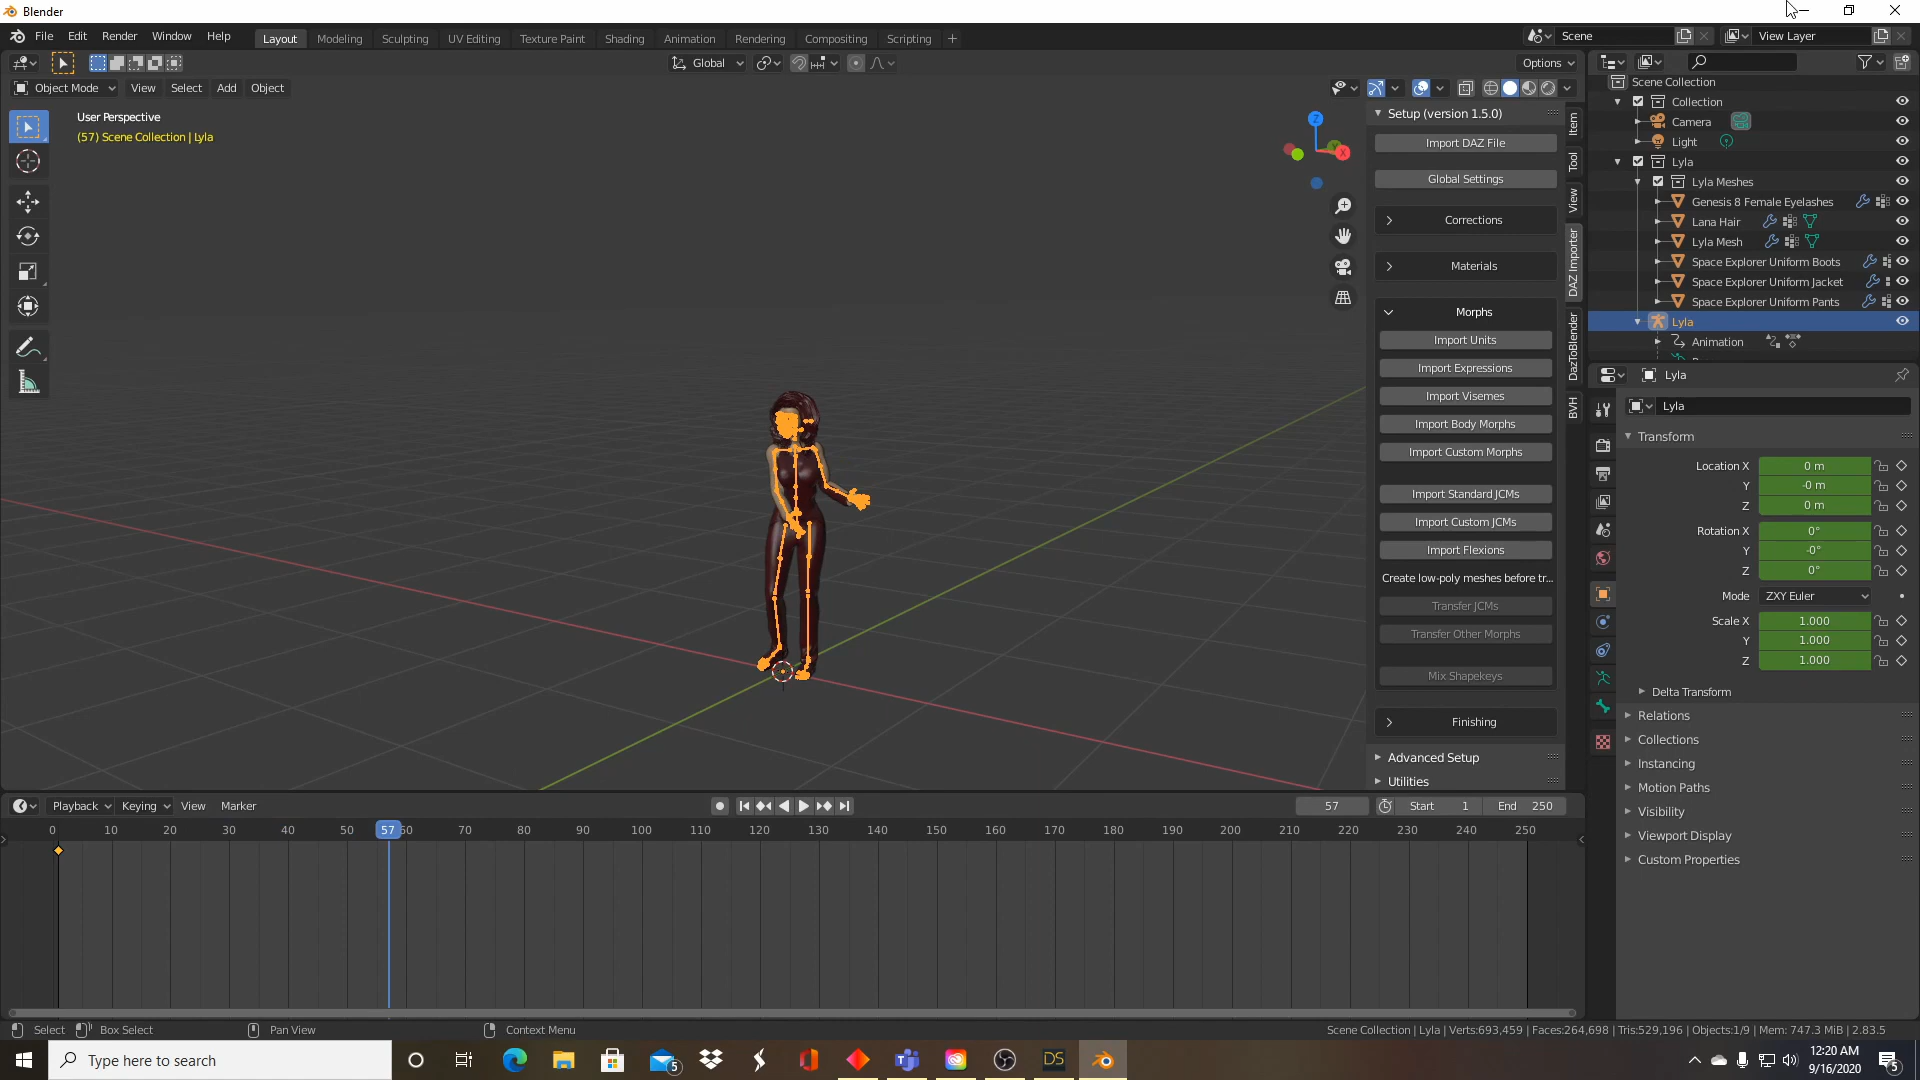 Blender
File Edit Render Window Help
Layout Modeling Sculpting UV Editing Texture Paint Shading Animation Rendering Compositing Scripting
Scene
View Layer
Global
Options
Object Mode View Select Add Object
User Perspective
(57) Scene Collection | Lyla
Z
Y
X
Setup (version 1.5.0)
Import DAZ File
Global Settings
Corrections
Materials
Morphs
Import Units
Import Expressions
Import Visemes
Import Body Morphs
Import Custom Morphs
Import Standard JCMs
Import Custom JCMs
Import Flexions
Create low-poly meshes before tr...
Transfer JCMs
Transfer Other Morphs
Mix Shapekeys
Finishing
Advanced Setup
Utilities
Item
Tool
View
DAZ Importer
DazToBlender
BVH
Scene Collection
Collection
Camera
Light
Lyla
Lyla Meshes
Genesis 8 Female Eyelashes
Lana Hair
Lyla Mesh
Space Explorer Uniform Boots
Space Explorer Uniform Jacket
Space Explorer Uniform Pants
Lyla
Animation
Lyla
Lyla
Transform
Location X 0 m
Y -0 m
Z 0 m
Rotation X 0°
Y -0°
Z 0°
Mode ZXY Euler
Scale X 1.000
Y 1.000
Z 1.000
Delta Transform
Relations
Collections
Instancing
Motion Paths
Visibility
Viewport Display
Custom Properties
Playback Keying View Marker
57 Start 1 End 250
0 10 20 30 40 50 57 60 70 80 90 100 110 120 130 140 150 160 170 180 190 200 210 220 230 240 250
Select Box Select Pan View Context Menu
Scene Collection | Lyla | Verts:693,459 | Faces:264,698 | Tris:529,196 | Objects:1/9 | Mem: 747.3 MiB | 2.83.5
Type here to search
5
DS
12:20 AM
9/16/2020
5